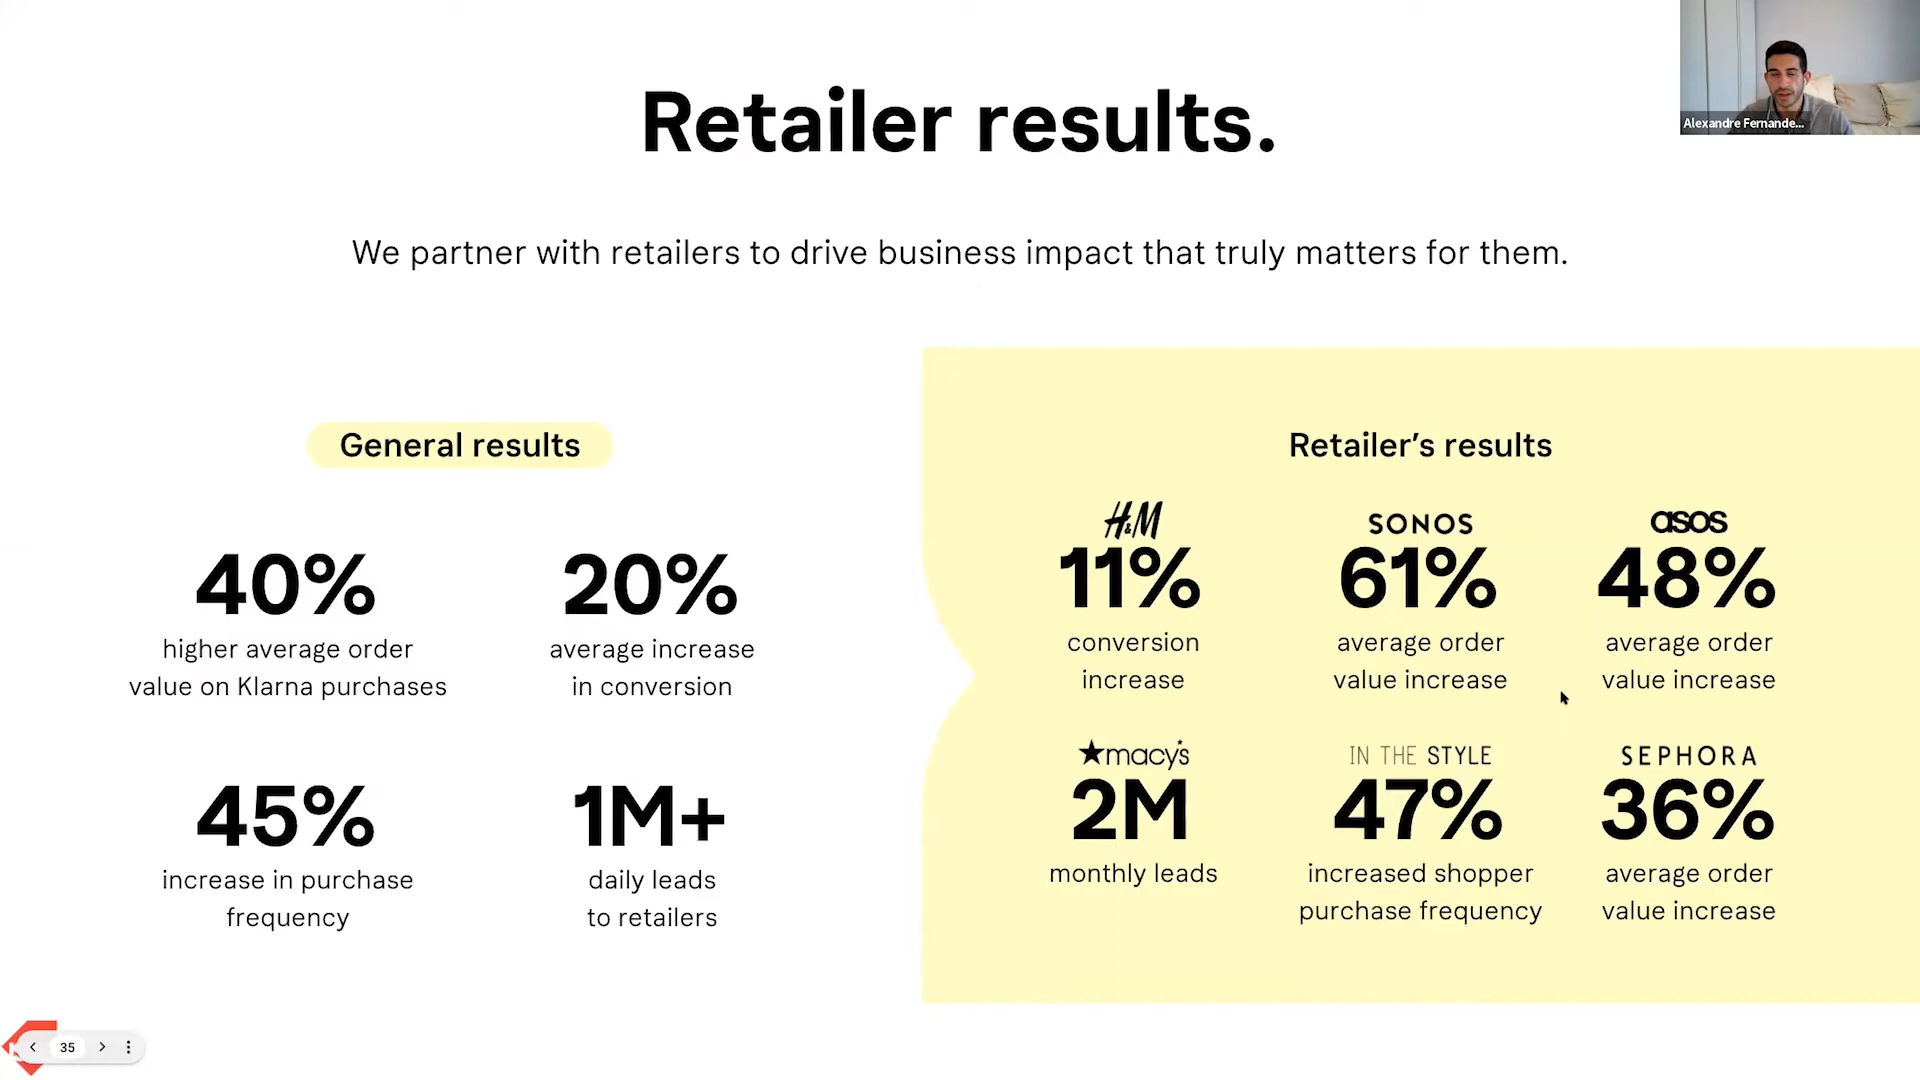 Retailer results.
Alexandre Fernande...
We partner with retailers to drive business impact that truly matters for them.
General results
40%
higher average order
value on Klarna purchases
20%
average increase
in conversion
45%
increase in purchase
frequency
1M+
daily leads
to retailers
Retailer's results
H&M
11%
conversion
increase
SONOS
61%
average order
value increase
asos
48%
average order
value increase
macy's
2M
monthly leads
IN THE STYLE
47%
increased shopper
purchase frequency
SEPHORA
36%
average order
value increase
35